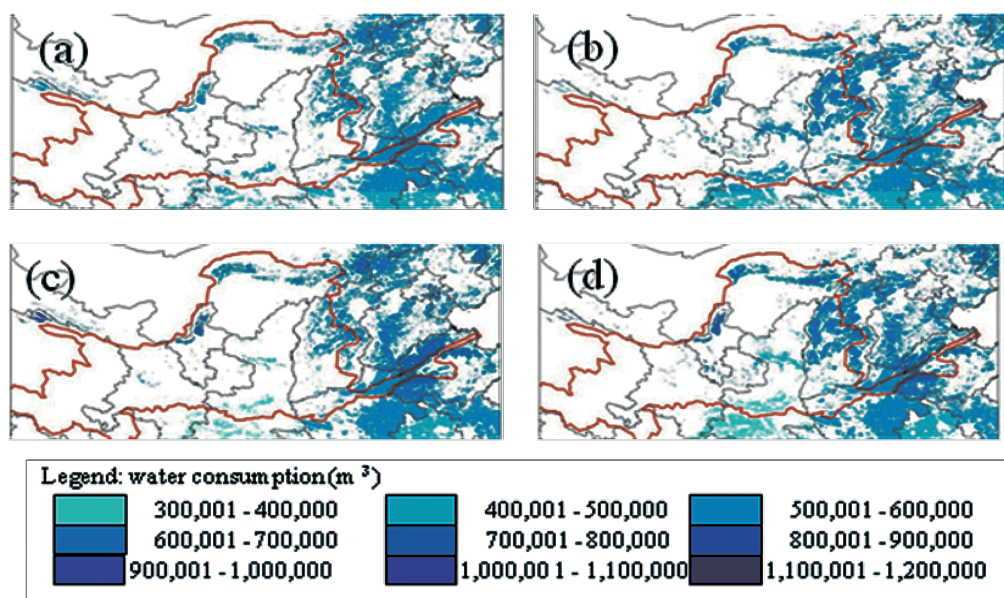 (a)
(b)
(c)
(d)
Legend: water consumption(m ³)
300,001 - 400,000
400,001 - 500,000
500,001 - 600,000
600,001 - 700,000
700,001 - 800,000
800,001 - 900,000
900,001 - 1,000,000
1,000,00 1 - 1,100,000
1,100,001 - 1,200,000